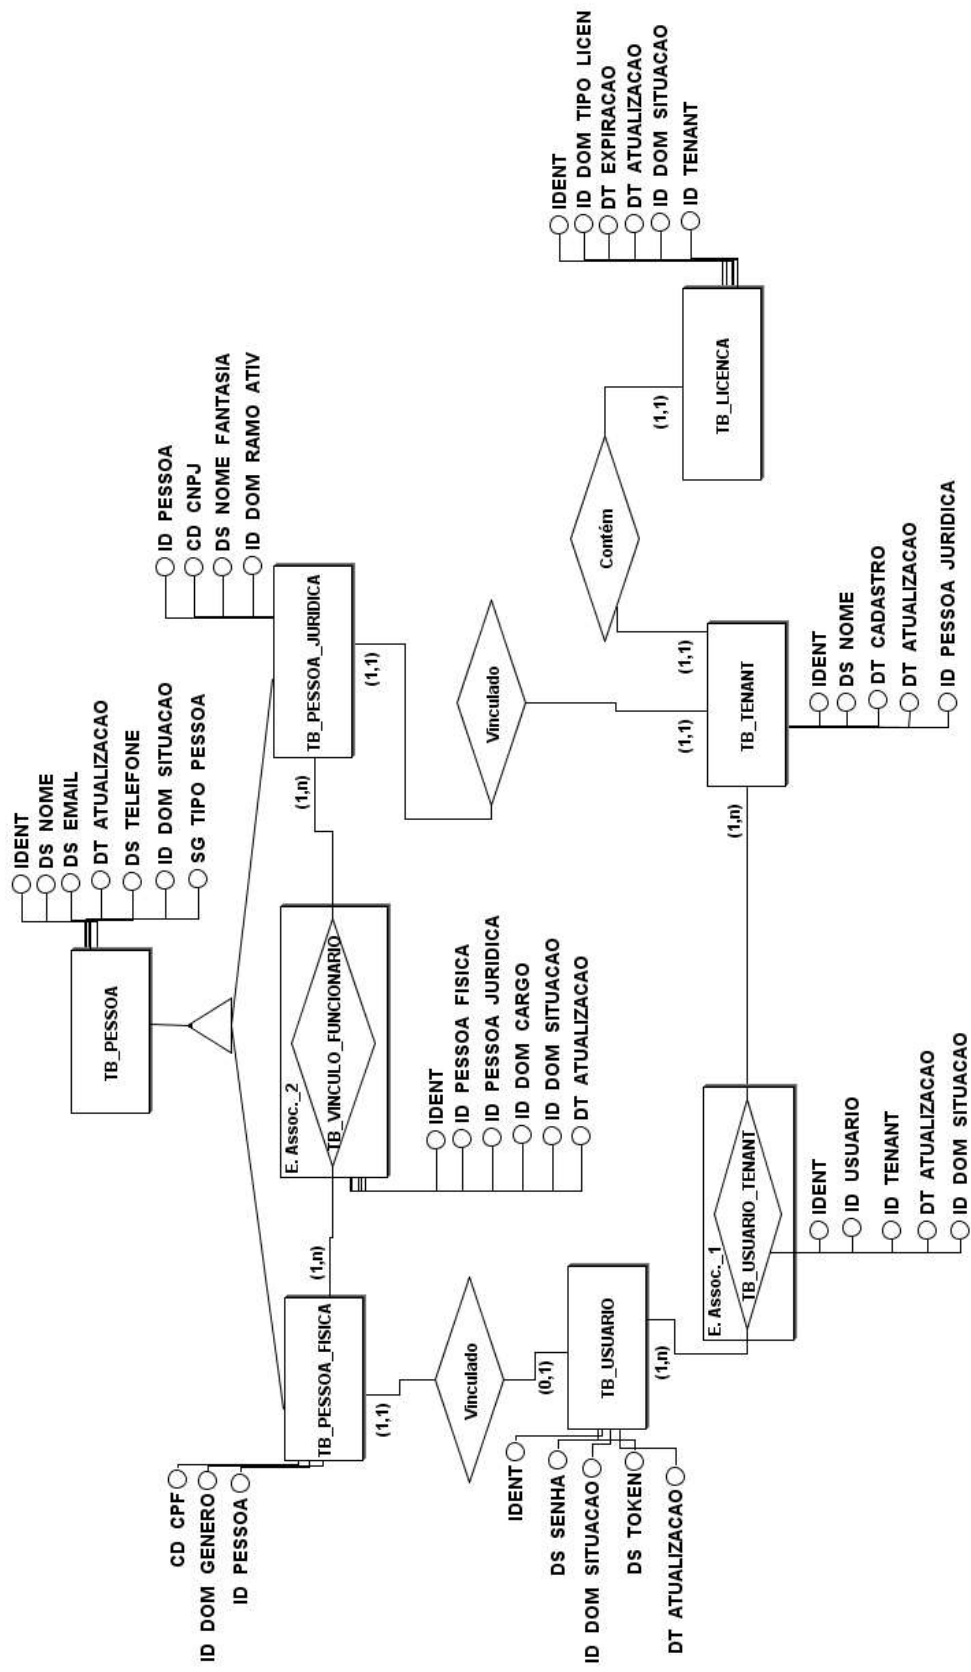 IDENT
DS NOME
DS EMAIL
DT ATUALIZACAO
DS TELEFONE
ID DOM SITUACAO
SG TIPO PESSOA
TB_PESSOA
CD CPF
ID DOM GENERO
ID PESSOA
TB_PESSOA_FISICA
(1,n)
(1,1)
E. Assoc._2
TB_VINCULO_FUNCIONARIO
IDENT
ID PESSOA FISICA
ID PESSOA JURIDICA
ID DOM CARGO
ID DOM SITUACAO
DT ATUALIZACAO
(1,n)
TB_PESSOA_JURIDICA
(1,1)
ID PESSOA
CD CNPJ
DS NOME FANTASIA
ID DOM RAMO ATIV
Vinculado
(0,1)
TB_USUARIO
(1,n)
IDENT
DS SENHA
ID DOM SITUACAO
DS TOKEN
DT ATUALIZACAO
Vinculado
(1,1)
(1,1)
TB_TENANT
(1,n)
Contém
(1,1)
TB_LICENCA
IDENT
ID DOM TIPO LICEN
DT EXPIRACAO
DT ATUALIZACAO
ID DOM SITUACAO
ID TENANT
E. Assoc._1
TB_USUARIO_TENANT
IDENT
ID USUARIO
ID TENANT
DT ATUALIZACAO
ID DOM SITUACAO
IDENT
DS NOME
DT CADASTRO
DT ATUALIZACAO
ID PESSOA JURIDICA